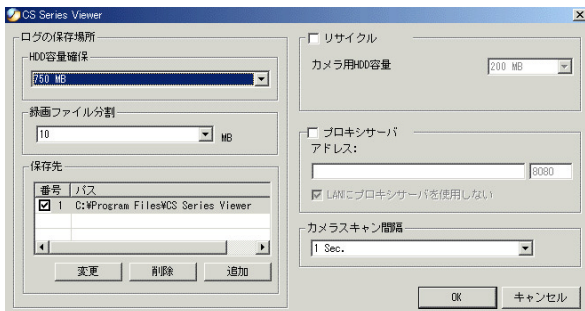 CS Series Viewer
ログの保存場所
HDD容量確保
750 MB
録画ファイル分割
10 MB
保存先
番号 パス
1 C:¥Program Files¥CS Series Viewer
変更 削除 追加
リサイクル
カメラ用HDD容量 200 MB
プロキシサーバ
アドレス:
8080
LANにプロキシサーバを使用しない
カメラスキャン間隔
1 Sec.
OK キャンセル